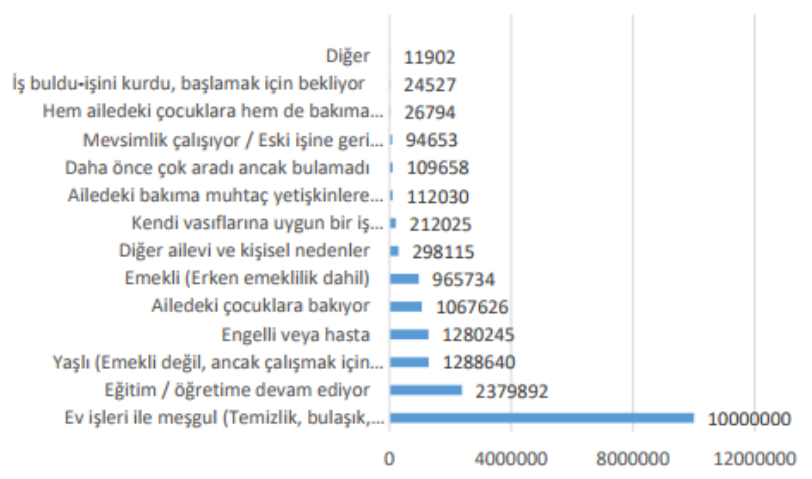 Diğer 11902
İş buldu-işini kurdu, başlamak için bekliyor 24527
Hem ailedeki çocuklara hem de bakıma... 26794
Mevsimlik çalışıyor / Eski işine geri... 94653
Daha önce çok aradı ancak bulamadı 109658
Ailedeki bakıma muhtaç yetişkinlere... 112030
Kendi vasıflarına uygun bir iş... 212025
Diğer ailevi ve kişisel nedenler 298115
Emekli (Erken emeklilik dahil) 965734
Ailedeki çocuklara bakıyor 1067626
Engelli veya hasta 1280245
Yaşlı (Emekli değil, ancak çalışmak için... 1288640
Eğitim / öğretime devam ediyor 2379892
Ev işleri ile meşgul (Temizlik, bulaşık,... 10000000
0 4000000 8000000 12000000